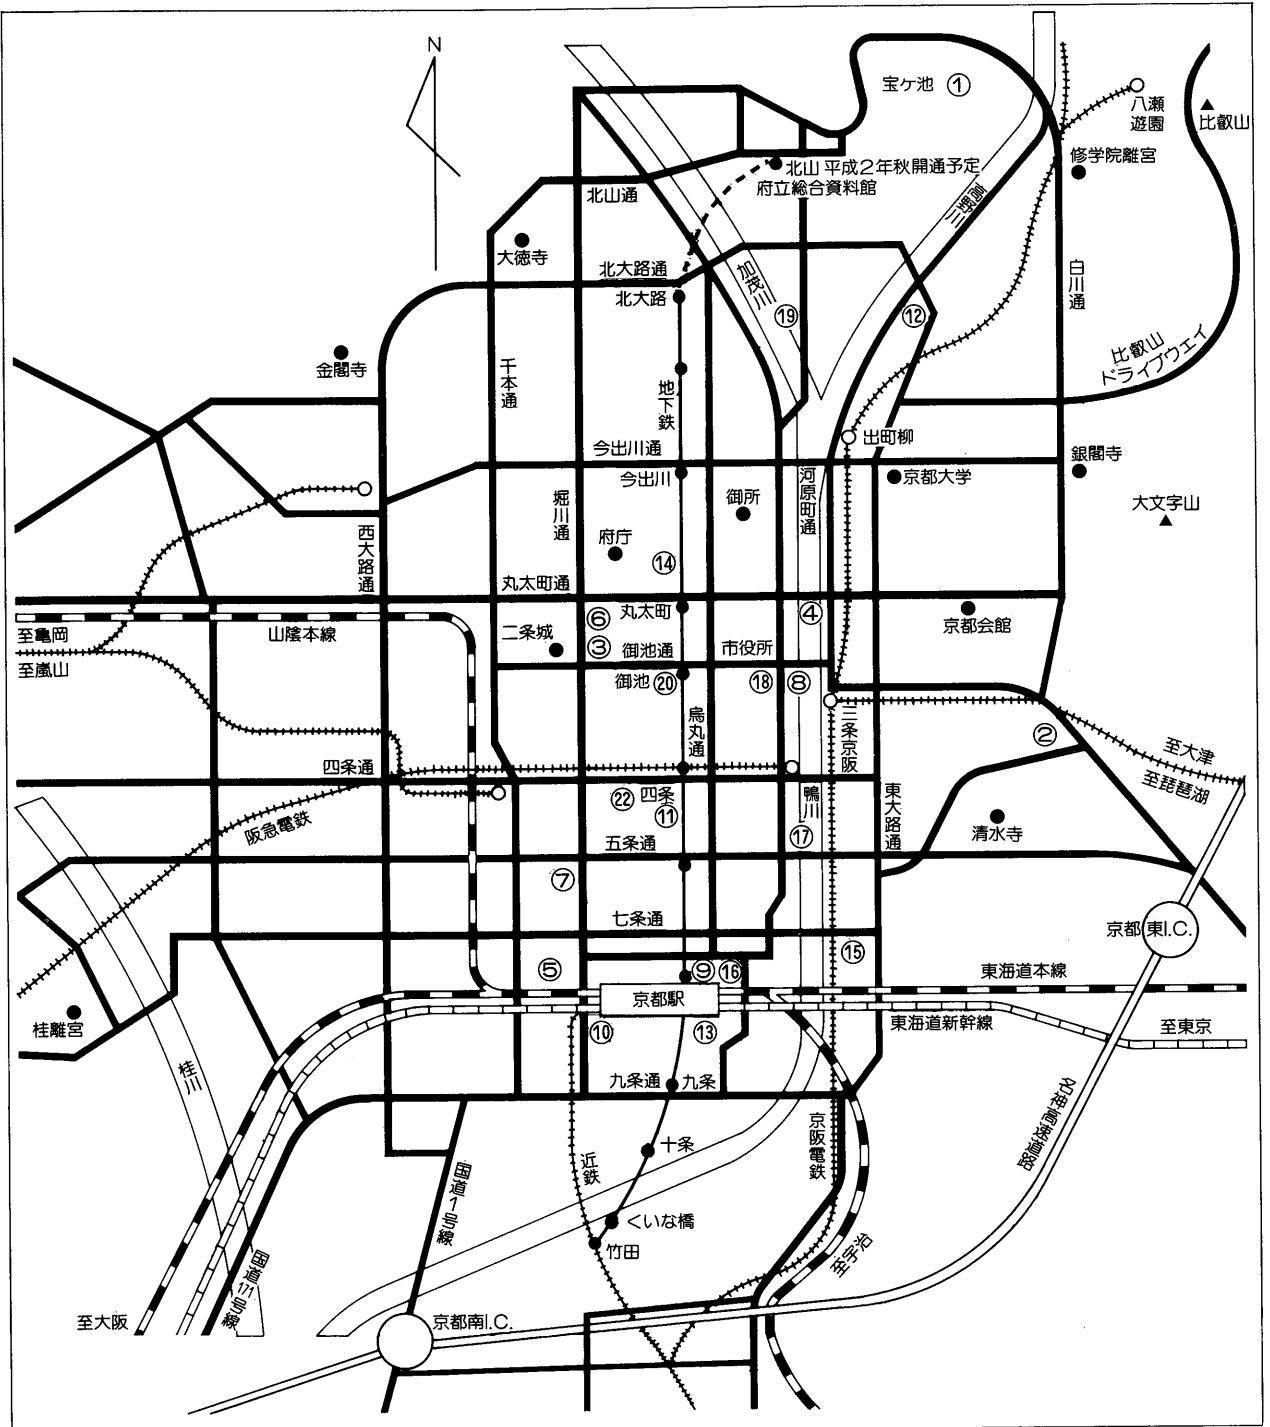 N
宝ケ池 ①
八瀬
遊園
比叡山
修学院離宮
北山 平成2年秋開通予定
府立総合資料館
北山通
高野川
大徳寺
北大路通
北大路
加茂川
白川通
⑲
⑫
比叡山
ドライブウエイ
金閣寺
千本通
地下鉄
今出川通
今出川
出町柳
河原町通
京都大学
銀閣寺
大文字山
堀川通
御所
西大路通
府庁
⑭
丸太町通
丸太町
⑥
④
京都会館
至亀岡
山陰本線
二条城
③
御池通
市役所
至嵐山
御池
⑳
⑱
⑧
烏丸通
三条京阪
②
至大津
至琵琶湖
四条通
㉒
四条
⑪
鴨川
東大路通
⑰
清水寺
阪急電鉄
五条通
⑦
七条通
京都東I.C.
⑤
⑨
⑯
⑮
東海道本線
京都駅
桂離宮
⑩
⑬
東海道新幹線
至東京
桂川
九条通
九条
名神高速道路
十条
京阪電鉄
近鉄
国道1号線
くいな橋
竹田
至宇治
国道171号線
至大阪
京都南I.C.